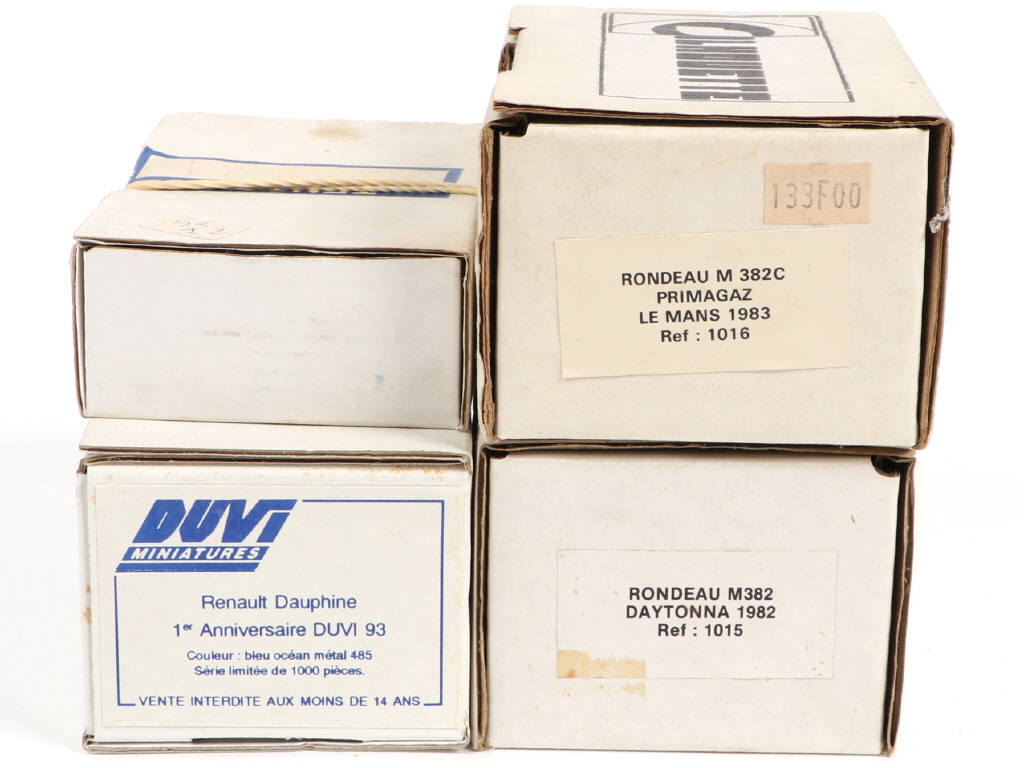 133F00
RONDEAU M 382C
PRIMAGAZ
LE MANS 1983
Ref : 1016
DUVi
MINIATURES
Renault Dauphine
1er Anniversaire DUVI 93
Couleur : bleu océan métal 485
Série limitée de 1000 pièces.
VENTE INTERDITE AUX MOINS DE 14 ANS
RONDEAU M382
DAYTONNA 1982
Ref : 1015